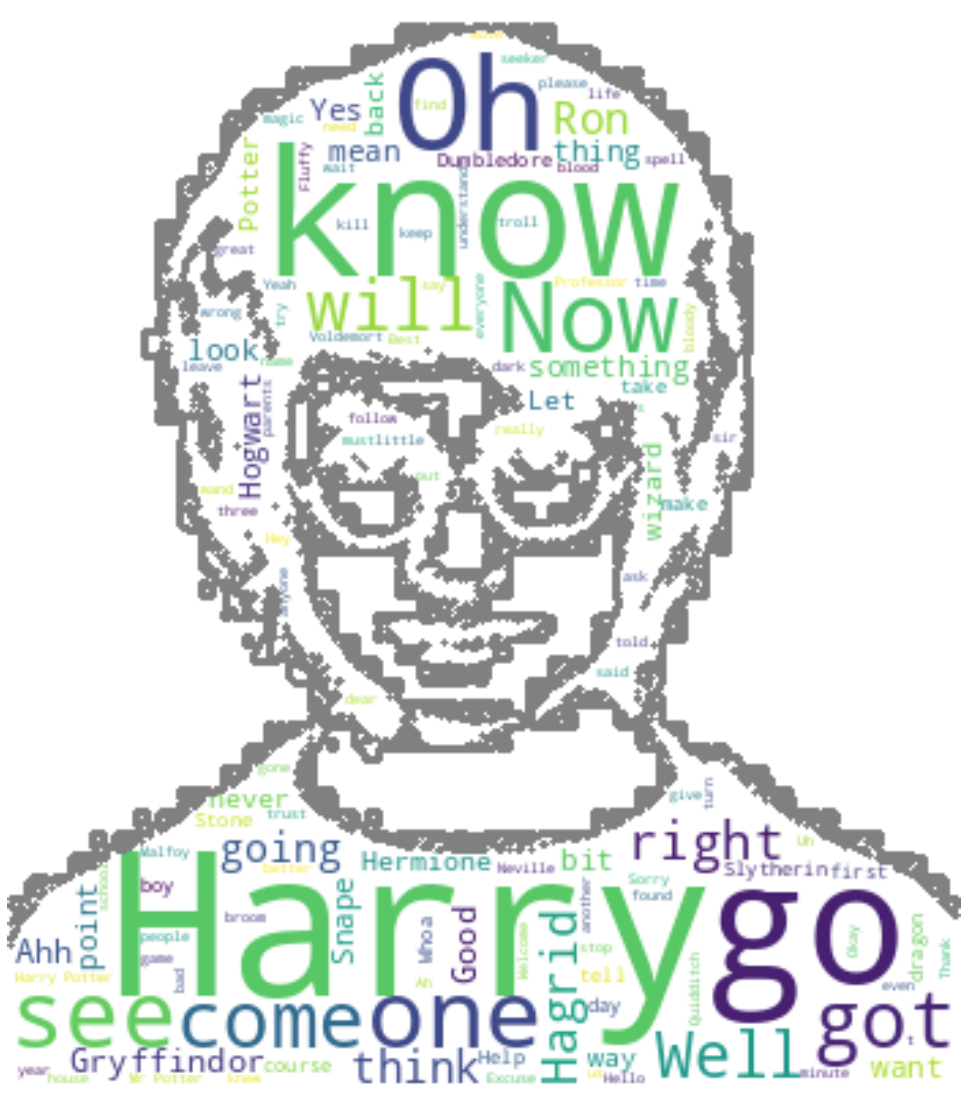 love
seeker
Oh
please
life
Yes
back
find
Ron
magic
need
mean
Dumbledore
thing
blood
spell
Potter
Fluffy
wait
know
understand
kill
keep
troll
great
Yeah
will
say
everyone
Professor
time
Now
wrong
try
bloody
Voldemort
Best
look
name
leave
dark
something
Hogwart
parents
Let
take
s
follow
really
must
little
sir
put
wizard
wand
make
three
Hey
anyone
ask
told
said
dear
gone
never
give
turn
Stone
trust
going
right
Uh
Malfoy
better
Hermione
Neville
bit
Slytherin
first
school
Harry
boy
Sorry
found
go
point
Snape
broom
Whoa
Good
Welcome
Hagrid
another
Okay
dragon
Thank
Ahh
people
game
bad
stop
Harry Potter
Ah
tell
Quidditch
even
see
come
one
day
got
t
Gryffindor
course
think
Help
way
Well
want
year
house
Mr Potter
knew
Excuse
us
Hello
minute